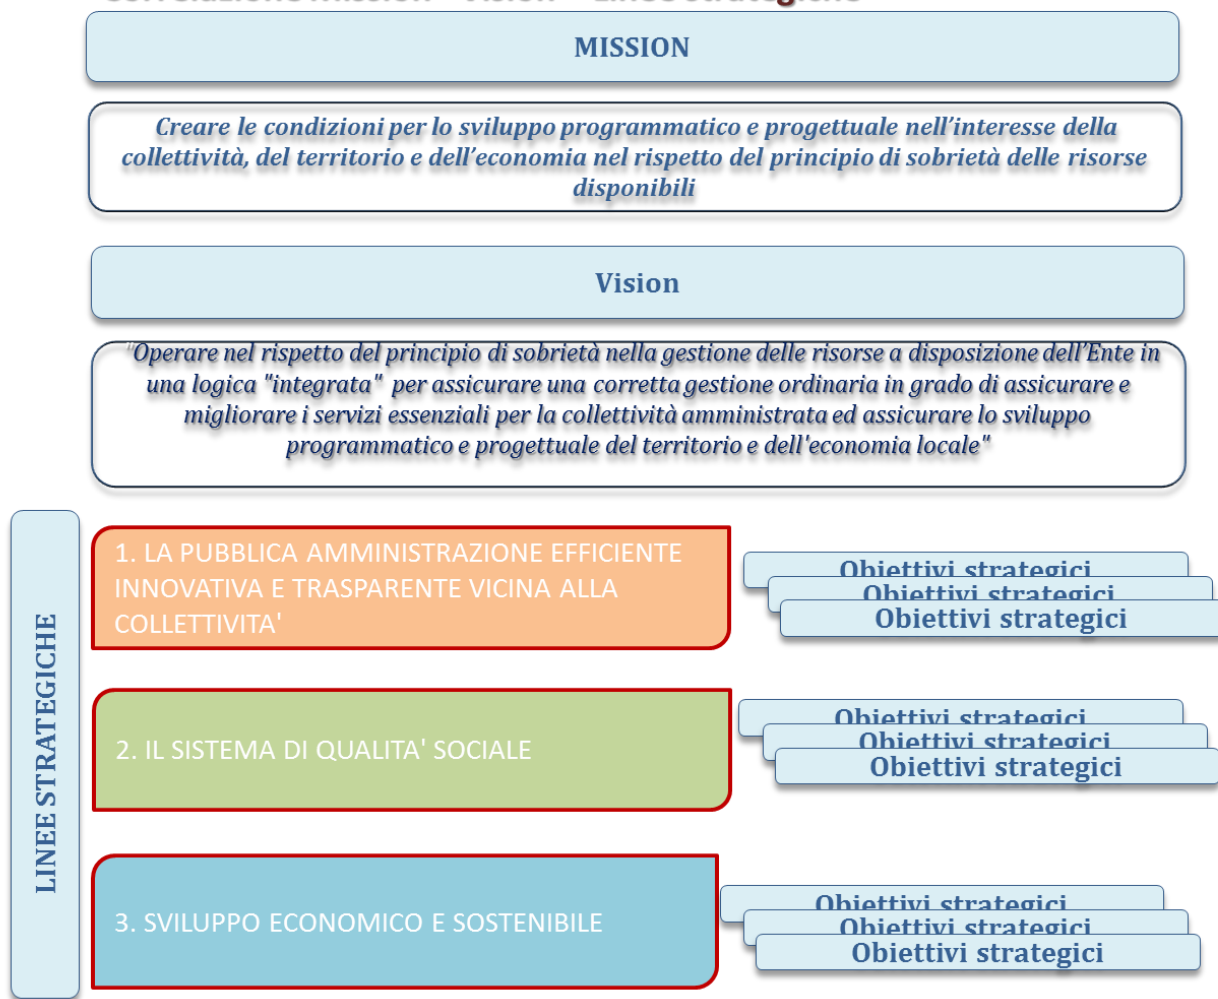 Correlazione Mission – Vision – Linee strategiche
MISSION
Creare le condizioni per lo sviluppo programmatico e progettuale nell'interesse della
collettività, del territorio e dell'economia nel rispetto del principio di sobrietà delle risorse
disponibili
Vision
"Operare nel rispetto del principio di sobrietà nella gestione delle risorse a disposizione dell'Ente in
una logica "integrata" per assicurare una corretta gestione ordinaria in grado di assicurare e
migliorare i servizi essenziali per la collettività amministrata ed assicurare lo sviluppo
programmatico e progettuale del territorio e dell'economia locale"
LINEE STRATEGICHE
1. LA PUBBLICA AMMINISTRAZIONE EFFICIENTE
INNOVATIVA E TRASPARENTE VICINA ALLA
COLLETTIVITA'
Obiettivi strategici
Obiettivi strategici
Obiettivi strategici
2. IL SISTEMA DI QUALITA' SOCIALE
Obiettivi strategici
Obiettivi strategici
Obiettivi strategici
3. SVILUPPO ECONOMICO E SOSTENIBILE
Obiettivi strategici
Obiettivi strategici
Obiettivi strategici